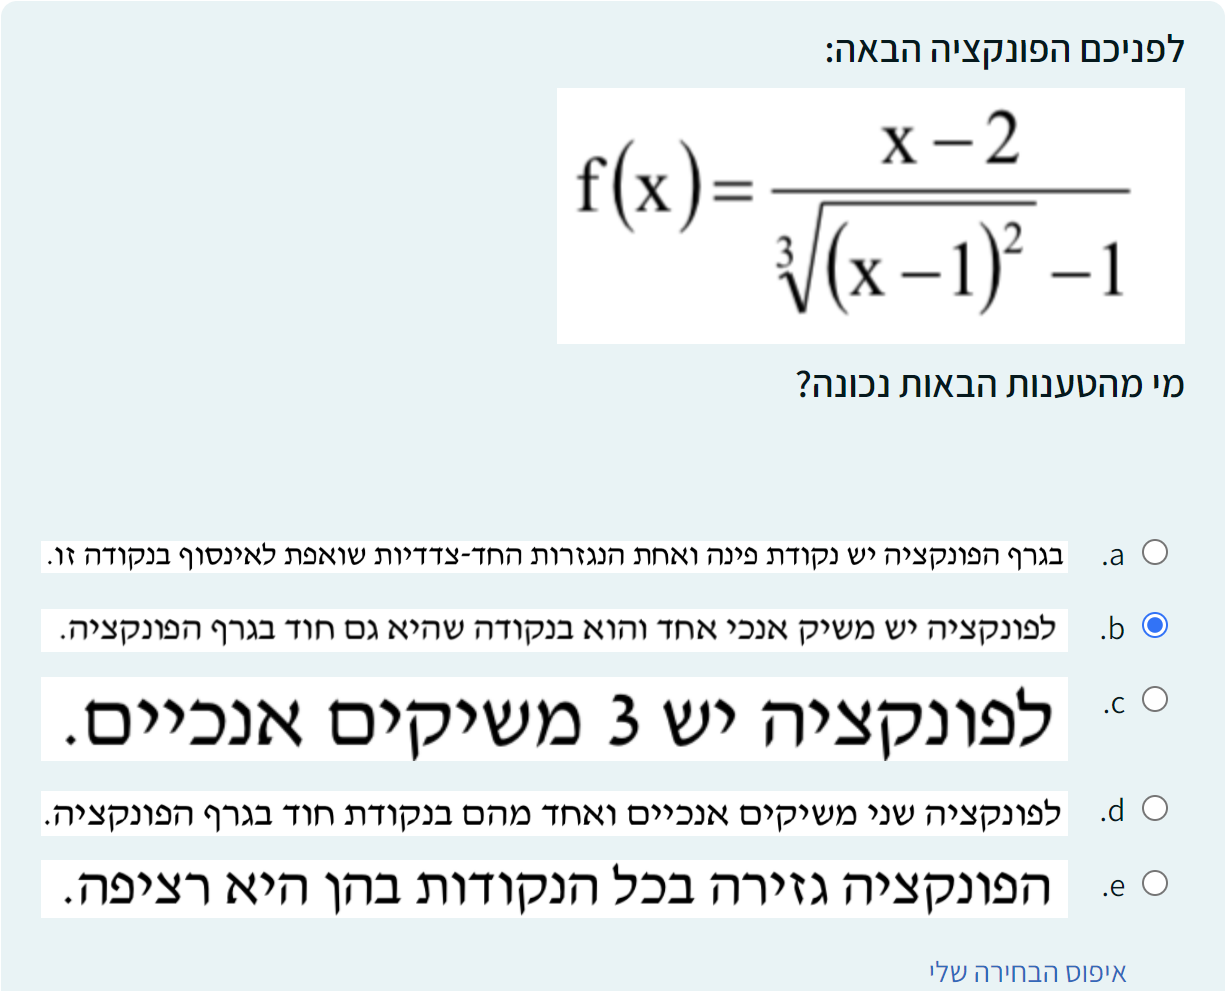 לפניכם הפונקציה הבאה:
f(x) = \frac{x-2}{\sqrt[3]{(x-1)^2} - 1}
מי מהטענות הבאות נכונה?
a. בגרף הפונקציה יש נקודת פינה ואחת הנגזרות החד-צדדיות שואפת לאינסוף בנקודה זו.
b. לפונקציה יש משיק אנכי אחד והוא בנקודה שהיא גם חוד בגרף הפונקציה.
c. לפונקציה יש 3 משיקים אנכיים.
d. לפונקציה שני משיקים אנכיים ואחד מהם בנקודת חוד בגרף הפונקציה.
e. הפונקציה גזירה בכל הנקודות בהן היא רציפה.
איפוס הבחירה שלי